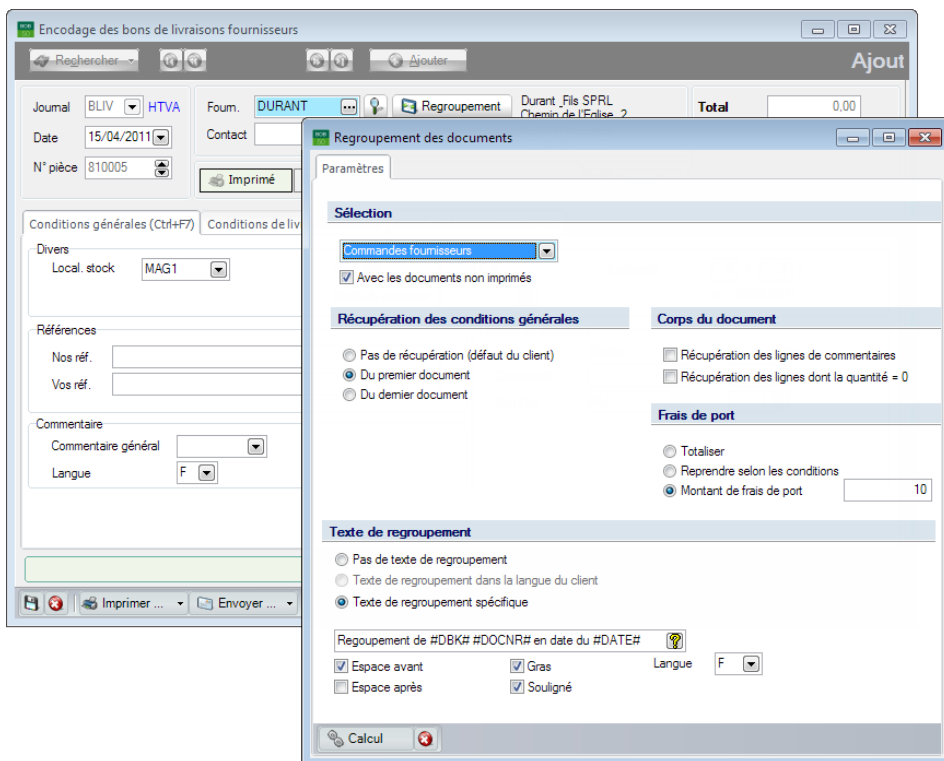 Encodage des bons de livraisons fournisseurs
Rechercher Ajouter Ajout
Journal BLIV HTVA Fourn. DURANT ... Regroupement Durant _Fils SPRL Total 0,00
Chemin de l'Eglise 2
Date 15/04/2011 Contact
N° pièce 810005 Imprimé
Conditions générales (Ctrl+F7) Conditions de liv
Divers
Local. stock MAG1
Références
Nos réf.
Vos réf.
Commentaire
Commentaire général
Langue F
Imprimer ... Envoyer ...
Regroupement des documents
Paramètres
Sélection
Commandes fournisseurs
Avec les documents non imprimés
Récupération des conditions générales
Pas de récupération (défaut du client)
Du premier document
Du dernier document
Corps du document
Récupération des lignes de commentaires
Récupération des lignes dont la quantité = 0
Frais de port
Totaliser
Reprendre selon les conditions
Montant de frais de port 10
Texte de regroupement
Pas de texte de regroupement
Texte de regroupement dans la langue du client
Texte de regroupement spécifique
Regoupement de #DBK# #DOCNR# en date du #DATE#
Espace avant Gras Langue F
Espace après Souligné
Calcul